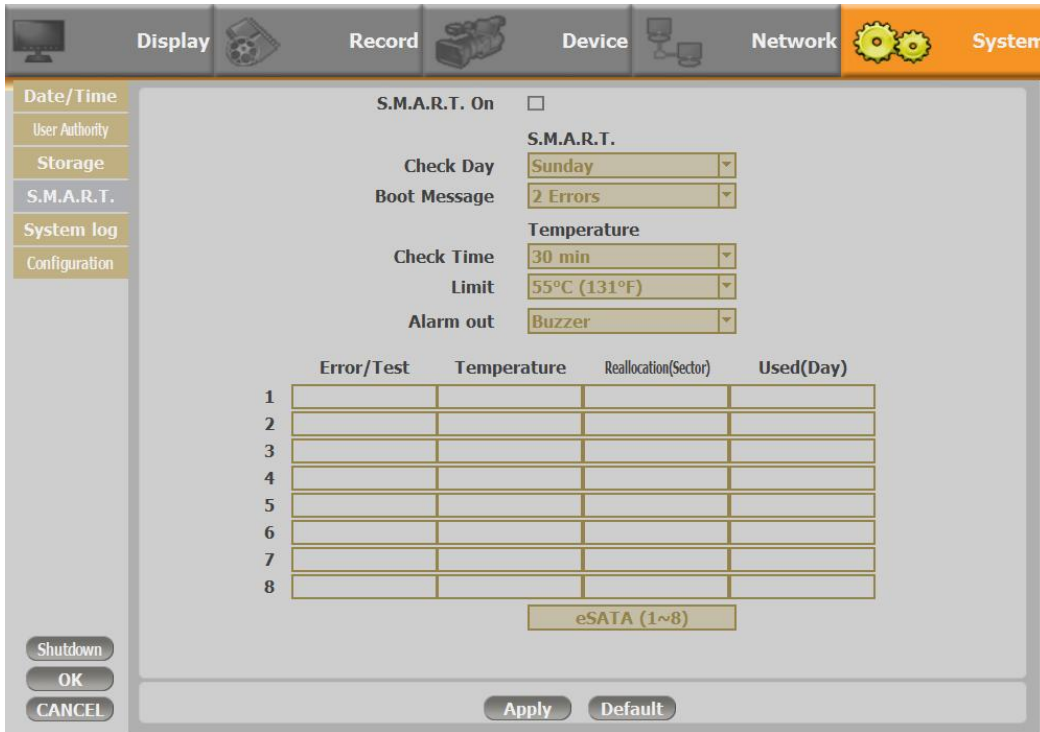 Display Record Device Network System
Date/Time
User Authority
Storage
S.M.A.R.T.
System log
Configuration
S.M.A.R.T. On
S.M.A.R.T.
Check Day Sunday
Boot Message 2 Errors
Temperature
Check Time 30 min
Limit 55°C (131°F)
Alarm out Buzzer
Error/Test Temperature Reallocation(Sector) Used(Day)
1
2
3
4
5
6
7
8
eSATA (1~8)
Shutdown
OK
CANCEL
Apply Default